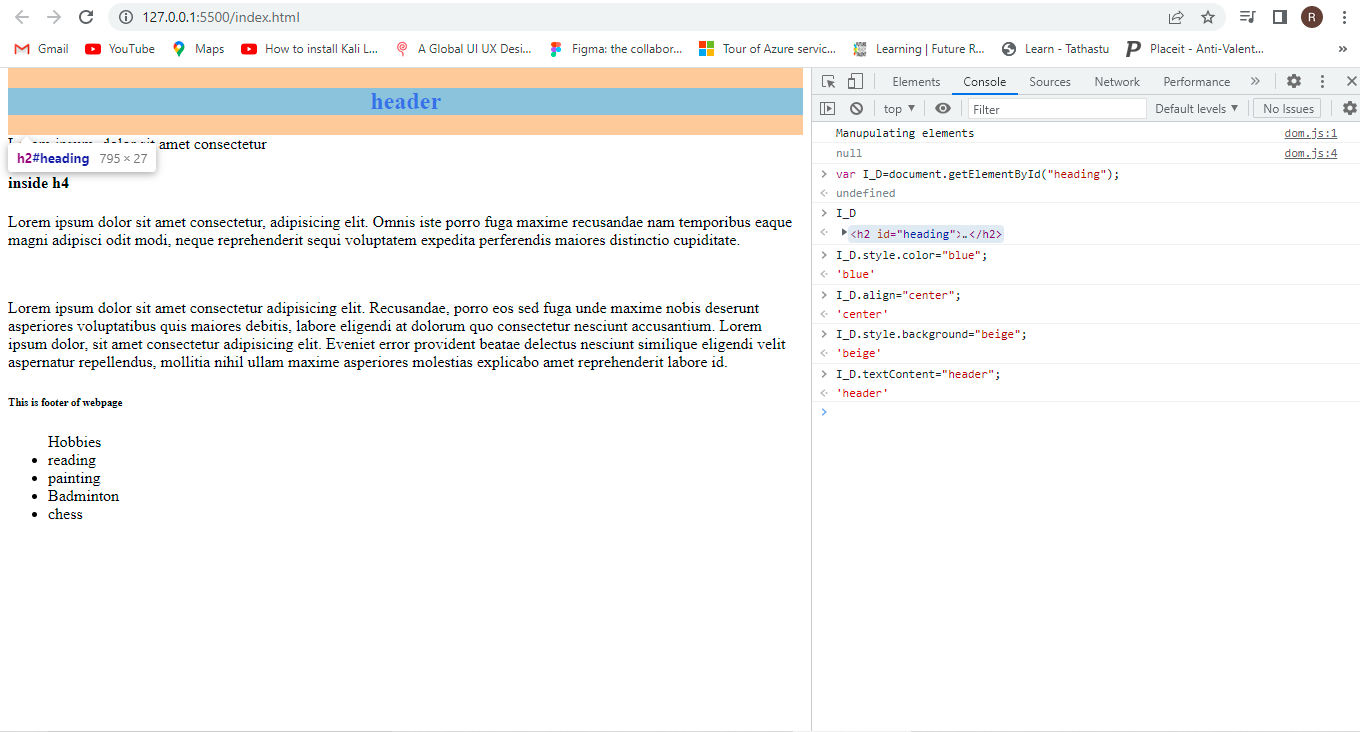 127.0.0.1:5500/index.html
R
Gmail YouTube Maps How to install Kali L... A Global UI UX Desi... Figma: the collabor... Tour of Azure servic... Learning | Future R... Learn - Tathastu Placeit - Anti-Valent... »
header
amet consectetur
h2#heading 795 × 27
inside h4
Lorem ipsum dolor sit amet consectetur, adipisicing elit. Omnis iste porro fuga maxime recusandae nam temporibus eaque
magni adipisci odit modi, neque reprehenderit sequi voluptatem expedita perferendis maiores distinctio cupiditate.
Lorem ipsum dolor sit amet consectetur adipisicing elit. Recusandae, porro eos sed fuga unde maxime nobis deserunt
asperiores voluptatibus quis maiores debitis, labore eligendi at dolorum quo consectetur nesciunt accusantium. Lorem
ipsum dolor, sit amet consectetur adipisicing elit. Eveniet error provident beatae delectus nesciunt similique eligendi velit
aspernatur repellendus, mollitia nihil ullam maxime asperiores molestias explicabo amet reprehenderit labore id.
This is footer of webpage
Hobbies
• reading
• painting
• Badminton
• chess
Elements Console Sources Network Performance »
top ▼ Filter Default levels ▼ No Issues
Manupulating elements dom.js:1
null dom.js:4
> var I_D=document.getElementById("heading");
undefined
> I_D
<h2 id="heading">…</h2>
> I_D.style.color="blue";
'blue'
> I_D.align="center";
'center'
> I_D.style.background="beige";
'beige'
> I_D.textContent="header";
'header'
>